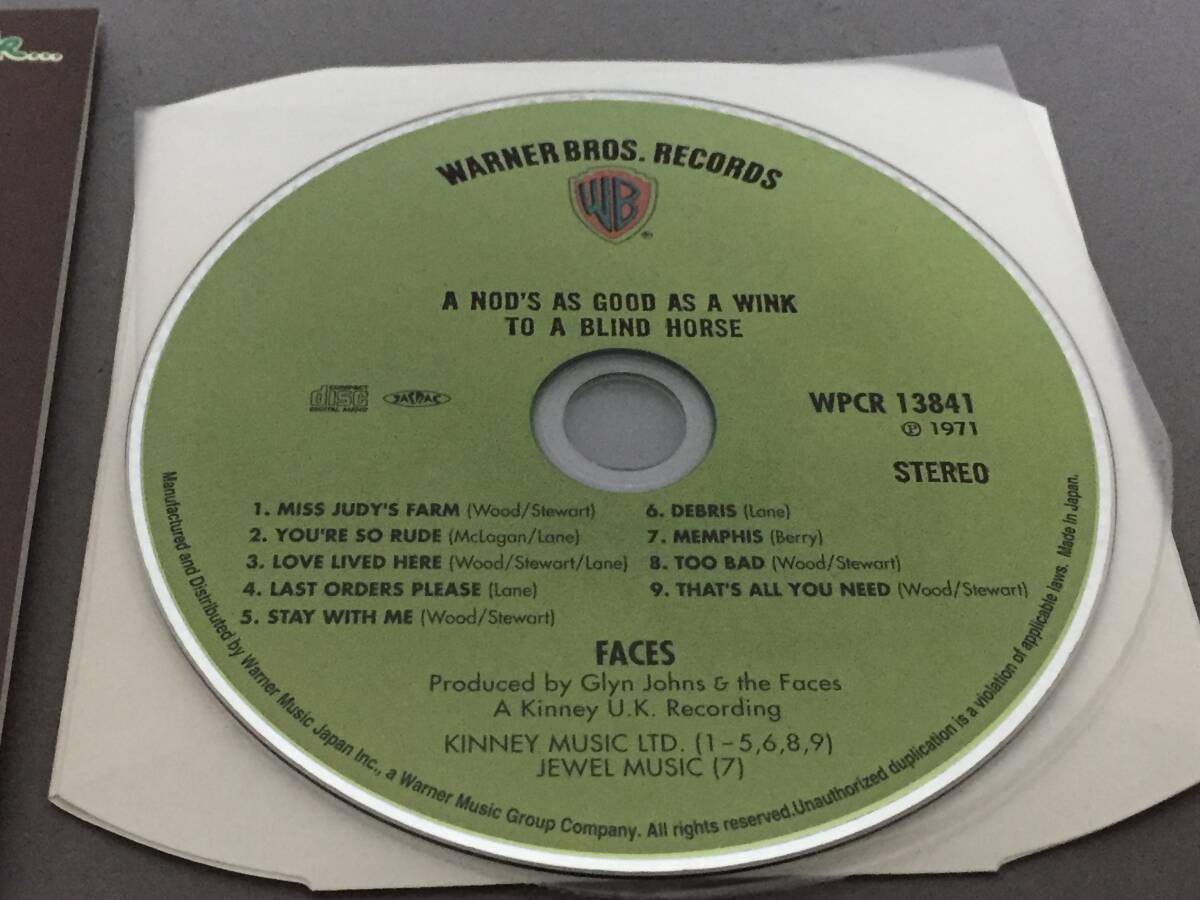 R....
WARNER BROS. RECORDS
WB
®
A NOD'S AS GOOD AS A WINK
TO A BLIND HORSE
COMPACT
disc
DIGITAL AUDIO
JASRAC
WPCR 13841
℗ 1971
STEREO
1. MISS JUDY'S FARM (Wood/Stewart)
2. YOU'RE SO RUDE (McLagan/Lane)
3. LOVE LIVED HERE (Wood/Stewart/Lane)
4. LAST ORDERS PLEASE (Lane)
5. STAY WITH ME (Wood/Stewart)
6. DEBRIS (Lane)
7. MEMPHIS (Berry)
8. TOO BAD (Wood/Stewart)
9. THAT'S ALL YOU NEED (Wood/Stewart)
FACES
Produced by Glyn Johns & the Faces
A Kinney U.K. Recording
KINNEY MUSIC LTD. (1-5,6,8,9)
JEWEL MUSIC (7)
Manufactured and Distributed by Warner Music Japan Inc., a Warner Music Group Company. All rights reserved.Unauthorized duplication is a violation of applicable laws. Made in Japan.